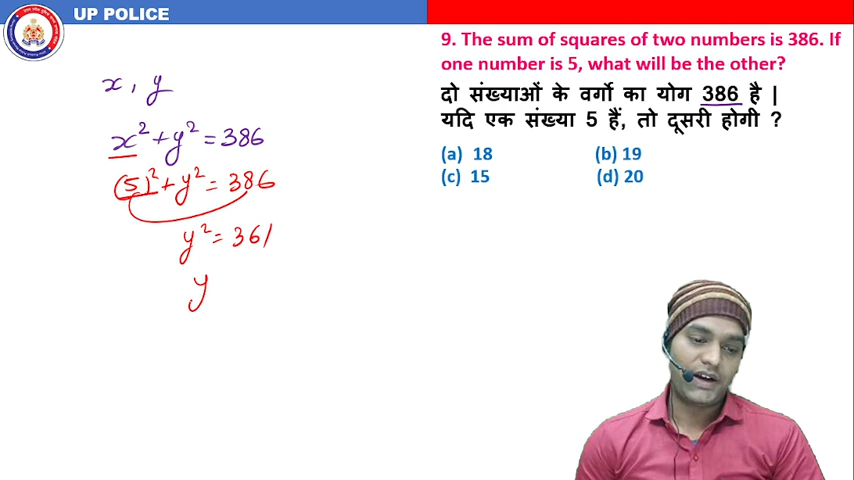 UP POLICE
9. The sum of squares of two numbers is 386. If
one number is 5, what will be the other?
दो संख्याओं के वर्गो का योग 386 है |
यदि एक संख्या 5 हैं, तो दूसरी होगी ?
(a) 18 (b) 19
(c) 15 (d) 20
x, y
x² + y² = 386
(5)² + y² = 386
y² = 361
y